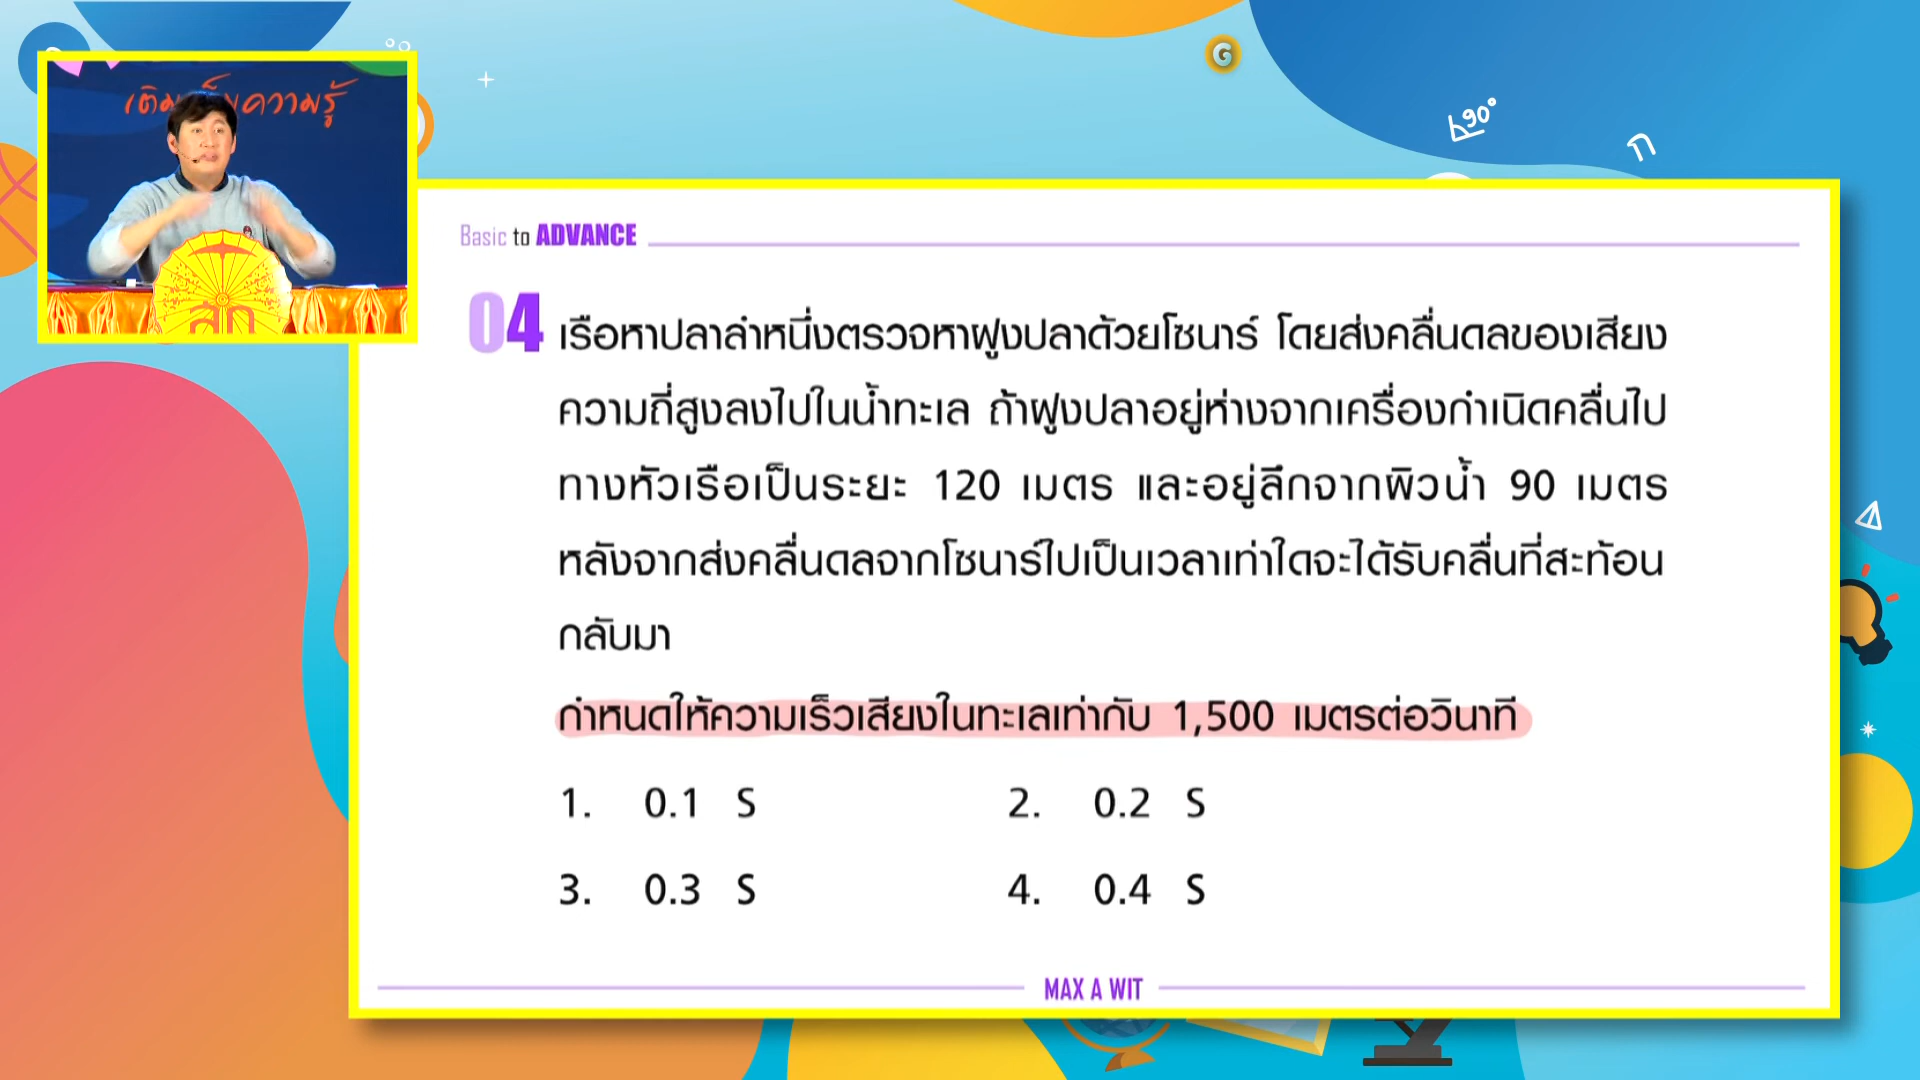 Basic to ADVANCE
04 เรือหาปลาลำหนึ่งตรวจหาฝูงปลาด้วยโซนาร์ โดยส่งคลื่นดลของเสียง
ความถี่สูงลงไปในน้ำทะเล ถ้าฝูงปลาอยู่ห่างจากเครื่องกำเนิดคลื่นไป
ทางหัวเรือเป็นระยะ 120 เมตร และอยู่ลึกจากผิวน้ำ 90 เมตร
หลังจากส่งคลื่นดลจากโซนาร์ไปเป็นเวลาเท่าใดจะได้รับคลื่นที่สะท้อน
กลับมา
กำหนดให้ความเร็วเสียงในทะเลเท่ากับ 1,500 เมตรต่อวินาที
1. 0.1 S 2. 0.2 S
3. 0.3 S 4. 0.4 S
MAX A WIT
90°
ก
G